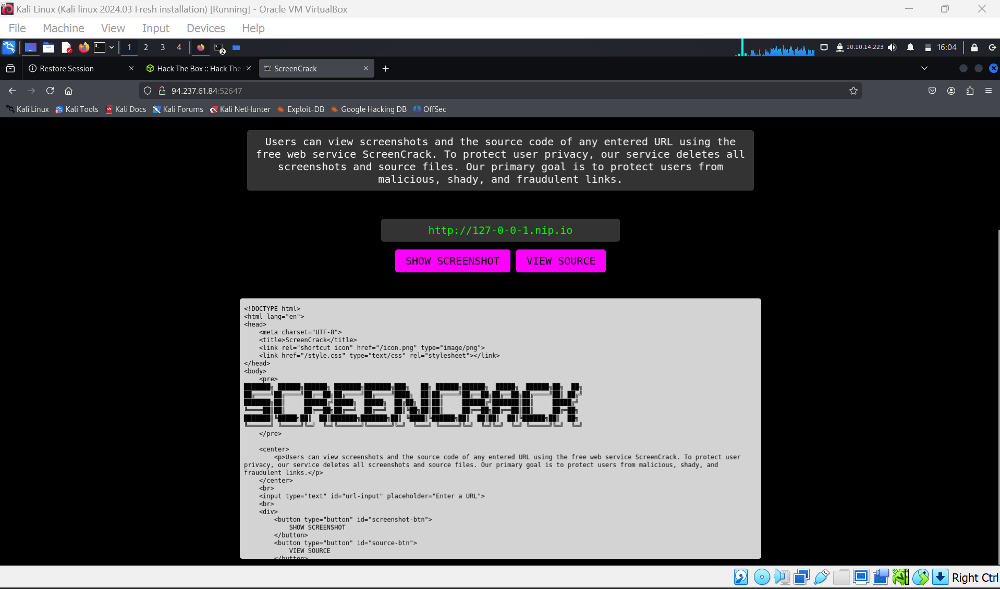 Kali Linux (Kali linux 2024.03 Fresh installation) [Running] - Oracle VM VirtualBox
File Machine View Input Devices Help
1 2 3 4 2 10.10.14.223 16:04
Restore Session Hack The Box :: Hack The ScreenCrack
94.237.61.84:52647
Kali Linux Kali Tools Kali Docs Kali Forums Kali NetHunter Exploit-DB Google Hacking DB OffSec
Users can view screenshots and the source code of any entered URL using the
free web service ScreenCrack. To protect user privacy, our service deletes all
screenshots and source files. Our primary goal is to protect users from
malicious, shady, and fraudulent links.
http://127-0-0-1.nip.io
SHOW SCREENSHOT VIEW SOURCE
<!DOCTYPE html>
<html lang="en">
<head>
    <meta charset="UTF-8">
    <title>ScreenCrack</title>
    <link rel="shortcut icon" href="/icon.png" type="image/png">
    <link href="/style.css" type="text/css" rel="stylesheet"></link>
</head>
<body>
    <pre>
SCREENCRACK
    </pre>
    <center>
        <p>Users can view screenshots and the source code of any entered URL using the free web service ScreenCrack. To protect user
privacy, our service deletes all screenshots and source files. Our primary goal is to protect users from malicious, shady, and
fraudulent links.</p>
    </center>
    <br>
    <input type="text" id="url-input" placeholder="Enter a URL">
    <br>
    <div>
        <button type="button" id="screenshot-btn">
            SHOW SCREENSHOT
        </button>
        <button type="button" id="source-btn">
            VIEW SOURCE
        </button>
Right Ctrl